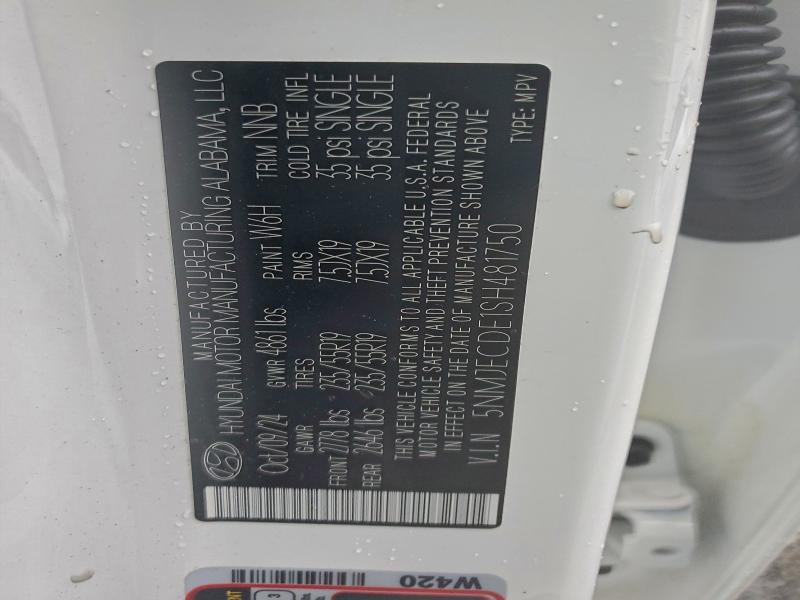 MANUFACTURED BY
HYUNDAI MOTOR MANUFACTURING ALABAMA, LLC
Oct/09/24 GVWR 4861 lbs. PAINT W6H TRIM NNB
GAWR TIRES RIMS COLD TIRE INFL
FRONT 2778 lbs 235/55R19 7.5JX19 35 psi SINGLE
REAR 2646 lbs 235/55R19 7.5JX19 35 psi SINGLE
THIS VEHICLE CONFORMS TO ALL APPLICABLE U.S.A. FEDERAL
MOTOR VEHICLE SAFETY AND THEFT PREVENTION STANDARDS
IN EFFECT ON THE DATE OF MANUFACTURE SHOWN ABOVE
V.I.N 5NMJECDE1SH481750 TYPE: MPV
W420
3